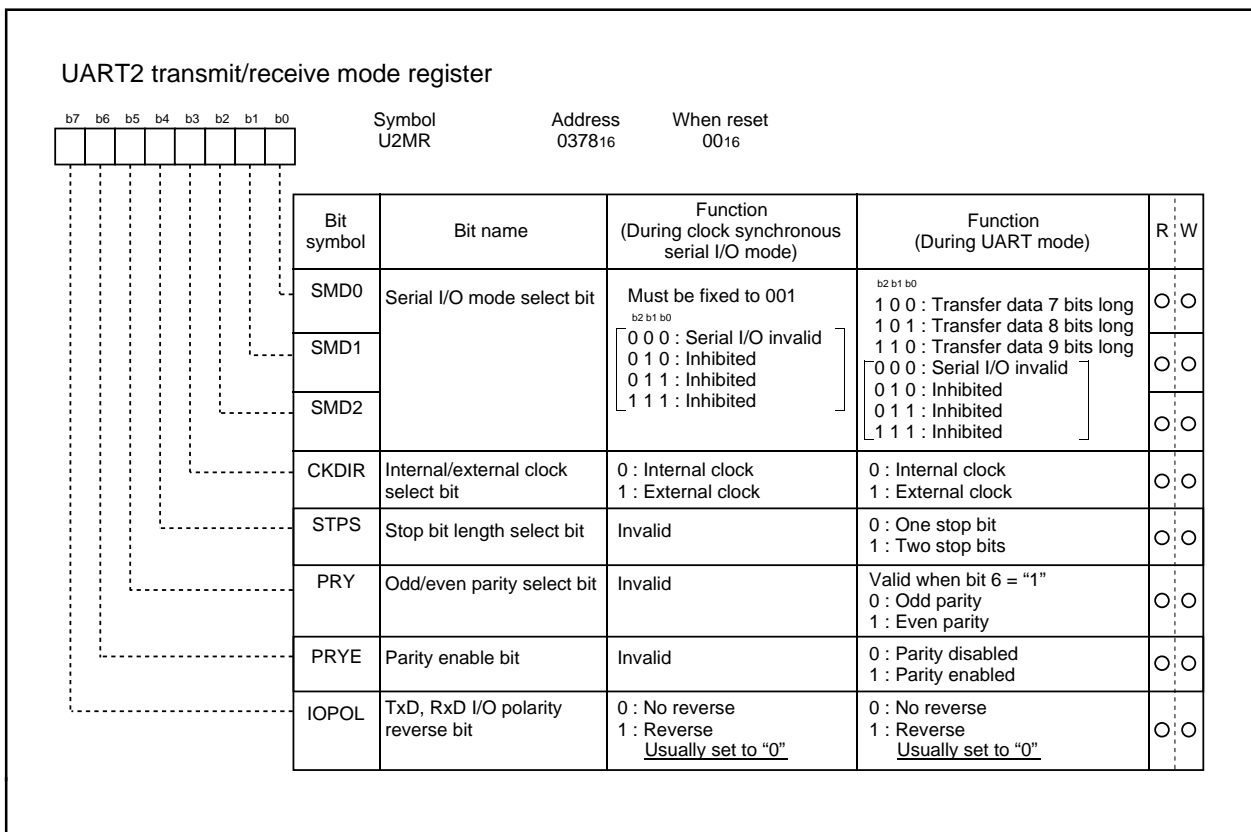 UART2 transmit/receive mode register
b7 b6 b5 b4 b3 b2 b1 b0
Symbol Address When reset
U2MR 037816 0016
Bit symbol Bit name Function (During clock synchronous serial I/O mode) Function (During UART mode) R W
SMD0 Serial I/O mode select bit
SMD1
SMD2
Must be fixed to 001
b2 b1 b0
0 0 0 : Serial I/O invalid
0 1 0 : Inhibited
0 1 1 : Inhibited
1 1 1 : Inhibited
b2 b1 b0
1 0 0 : Transfer data 7 bits long
1 0 1 : Transfer data 8 bits long
1 1 0 : Transfer data 9 bits long
0 0 0 : Serial I/O invalid
0 1 0 : Inhibited
0 1 1 : Inhibited
1 1 1 : Inhibited
CKDIR Internal/external clock select bit
0 : Internal clock
1 : External clock
0 : Internal clock
1 : External clock
STPS Stop bit length select bit Invalid
0 : One stop bit
1 : Two stop bits
PRY Odd/even parity select bit Invalid
Valid when bit 6 = “1”
0 : Odd parity
1 : Even parity
PRYE Parity enable bit Invalid
0 : Parity disabled
1 : Parity enabled
IOPOL TxD, RxD I/O polarity reverse bit
0 : No reverse
1 : Reverse
Usually set to “0”
0 : No reverse
1 : Reverse
Usually set to “0”